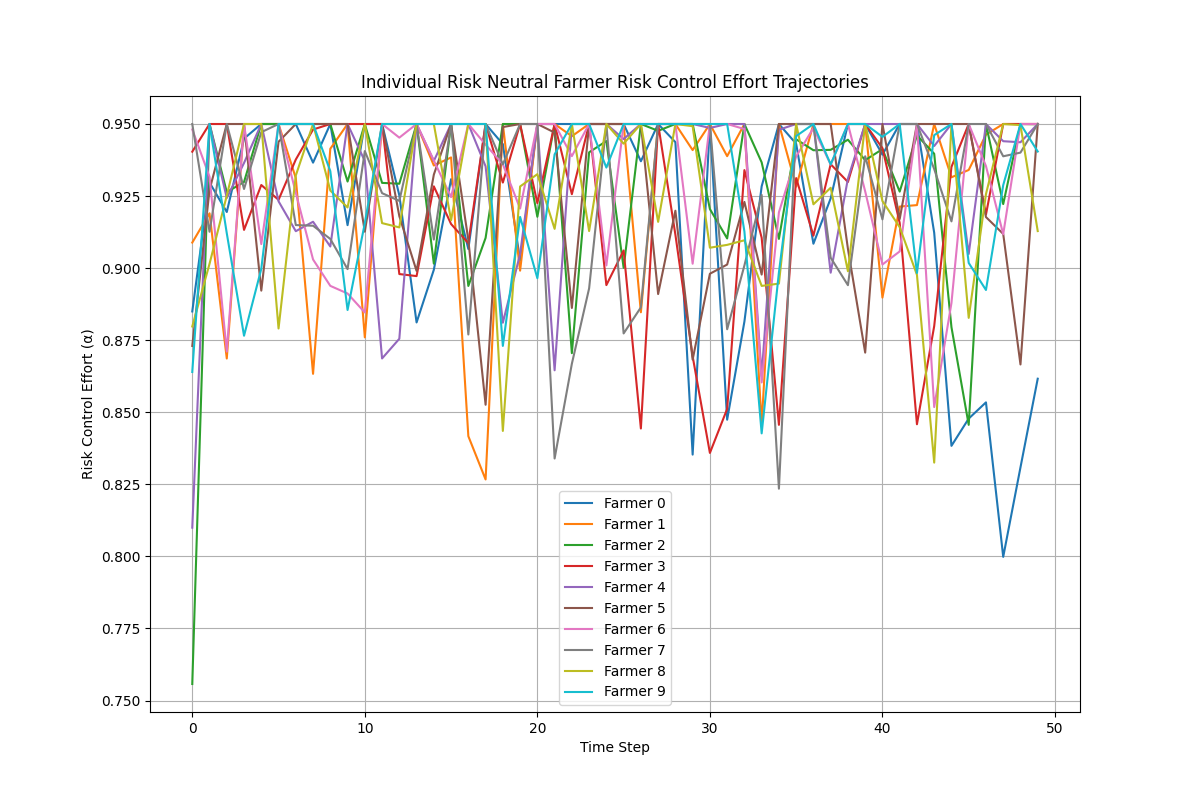 Individual Risk Neutral Farmer Risk Control Effort Trajectories
Risk Control Effort (α)
0.950
0.925
0.900
0.875
0.850
0.825
0.800
0.775
0.750
Farmer 0
Farmer 1
Farmer 2
Farmer 3
Farmer 4
Farmer 5
Farmer 6
Farmer 7
Farmer 8
Farmer 9
0 10 20 30 40 50
Time Step